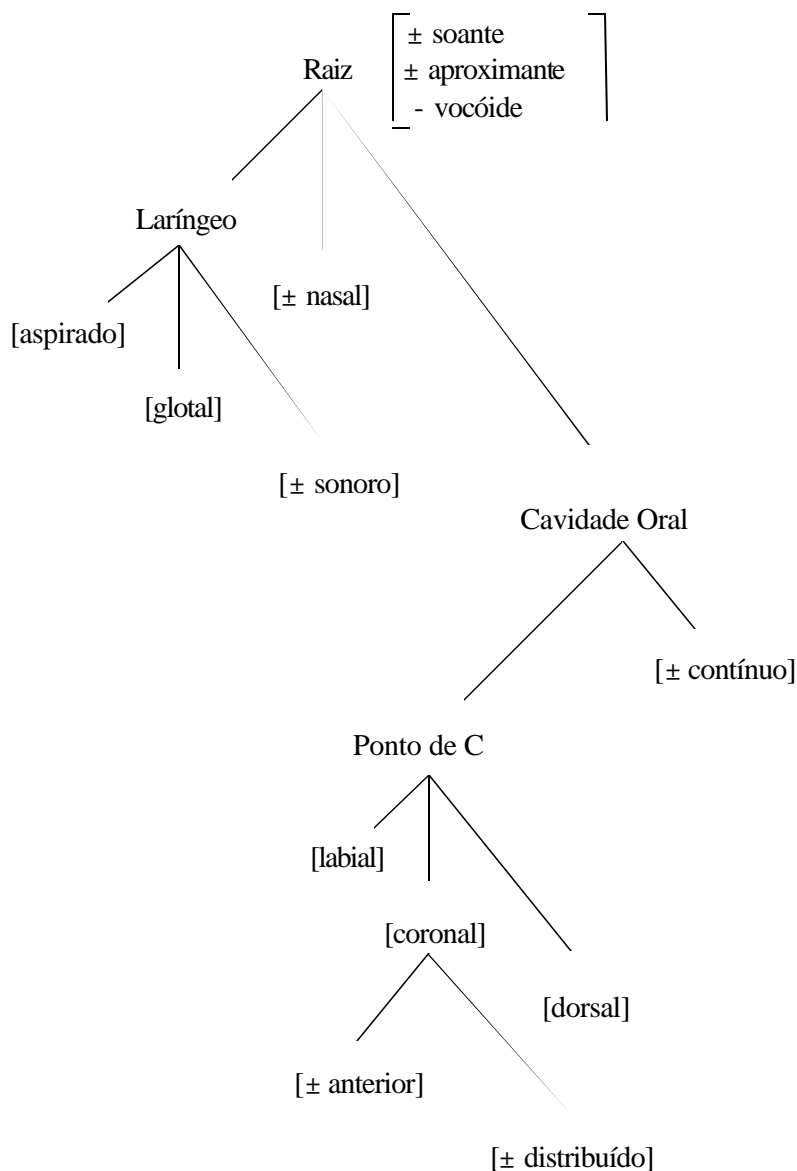 ± soante
Raiz ± aproximante
- vocóide
Laríngeo
[± nasal]
[aspirado]
[glotal]
[± sonoro]
Cavidade Oral
[± contínuo]
Ponto de C
[labial]
[coronal]
[dorsal]
[± anterior]
[± distribuído]